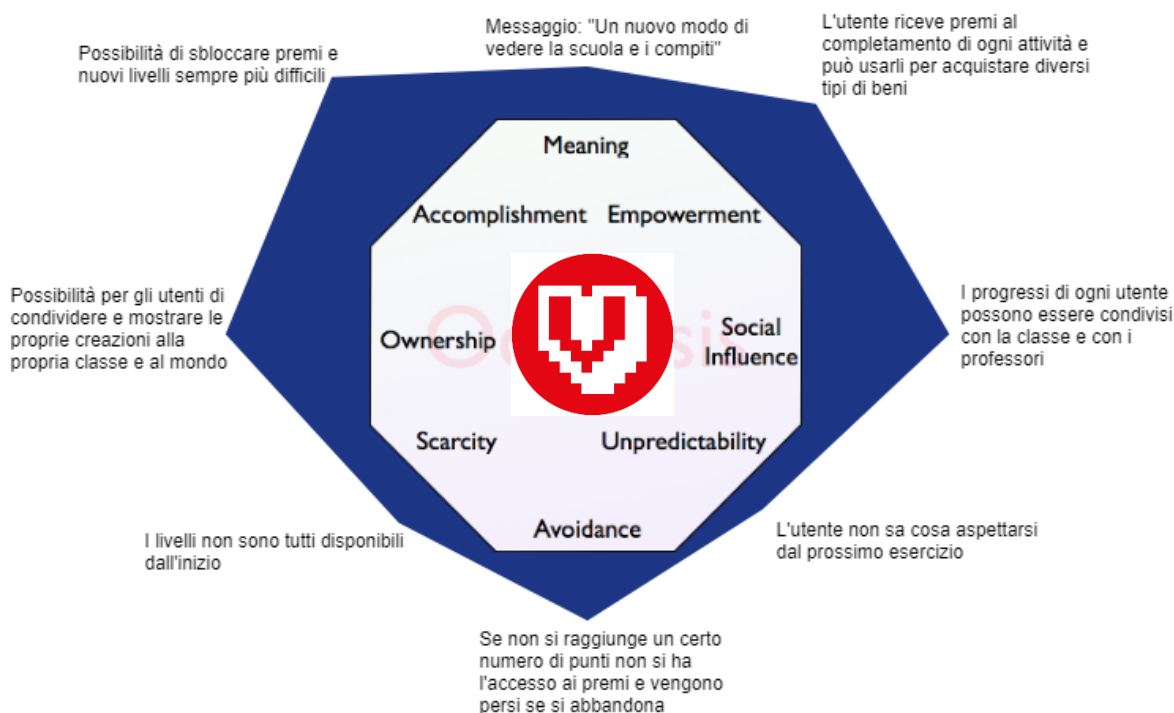 Messaggio: "Un nuovo modo di
vedere la scuola e i compiti"
L'utente riceve premi al
completamento di ogni attività e
può usarli per acquistare diversi
tipi di beni
Possibilità di sbloccare premi e
nuovi livelli sempre più difficili
Meaning
Accomplishment
Empowerment
Possibilità per gli utenti di
condividere e mostrare le
proprie creazioni alla
propria classe e al mondo
Ownership
Social
Influence
I progressi di ogni utente
possono essere condivisi
con la classe e con i
professori
Scarcity
Unpredictability
Avoidance
I livelli non sono tutti disponibili
dall'inizio
L'utente non sa cosa aspettarsi
dal prossimo esercizio
Se non si raggiunge un certo
numero di punti non si ha
l'accesso ai premi e vengono
persi se si abbandona